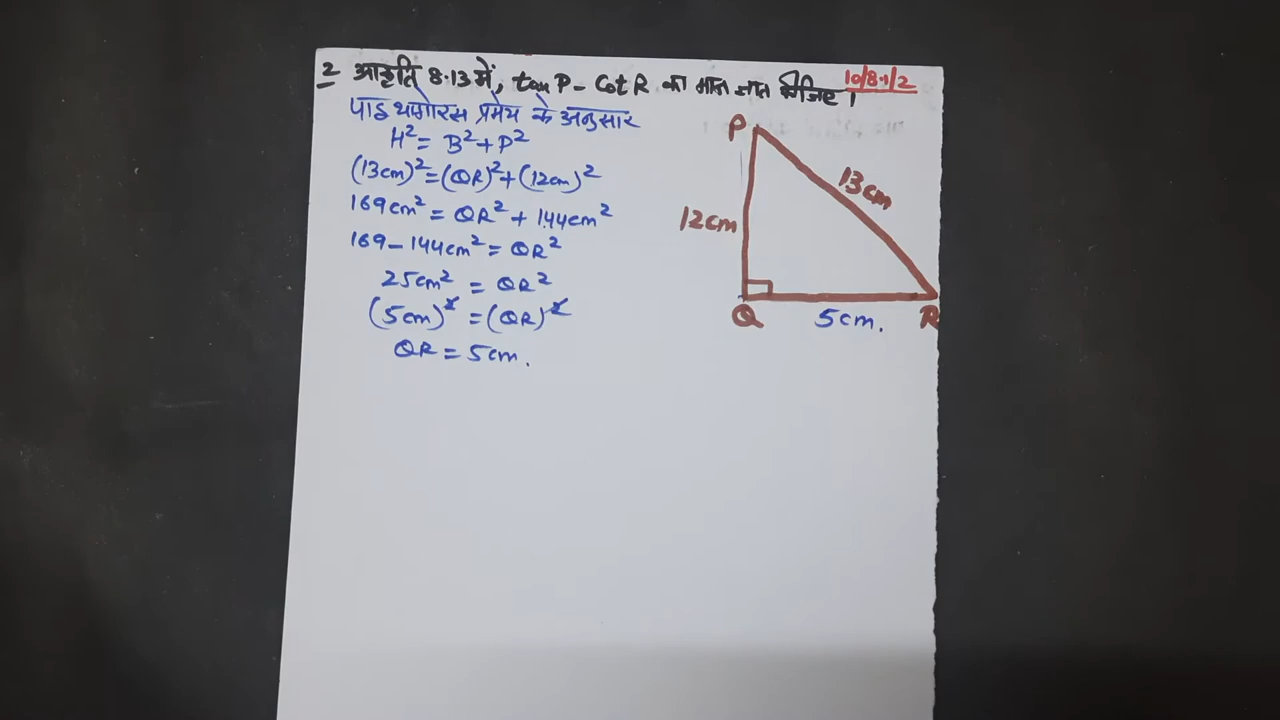 2 आकृति 8.13 में, tan P - Cot R का मान ज्ञात कीजिए।
10/8.1/2
पाइथागोरस प्रमेय के अनुसार
H² = B² + P²
(13cm)² = (QR)² + (12cm)²
169cm² = QR² + 144cm²
169 - 144cm² = QR²
25cm² = QR²
(5cm)² = (QR)²
QR = 5cm.
P
13cm
12cm
Q
5cm.
R